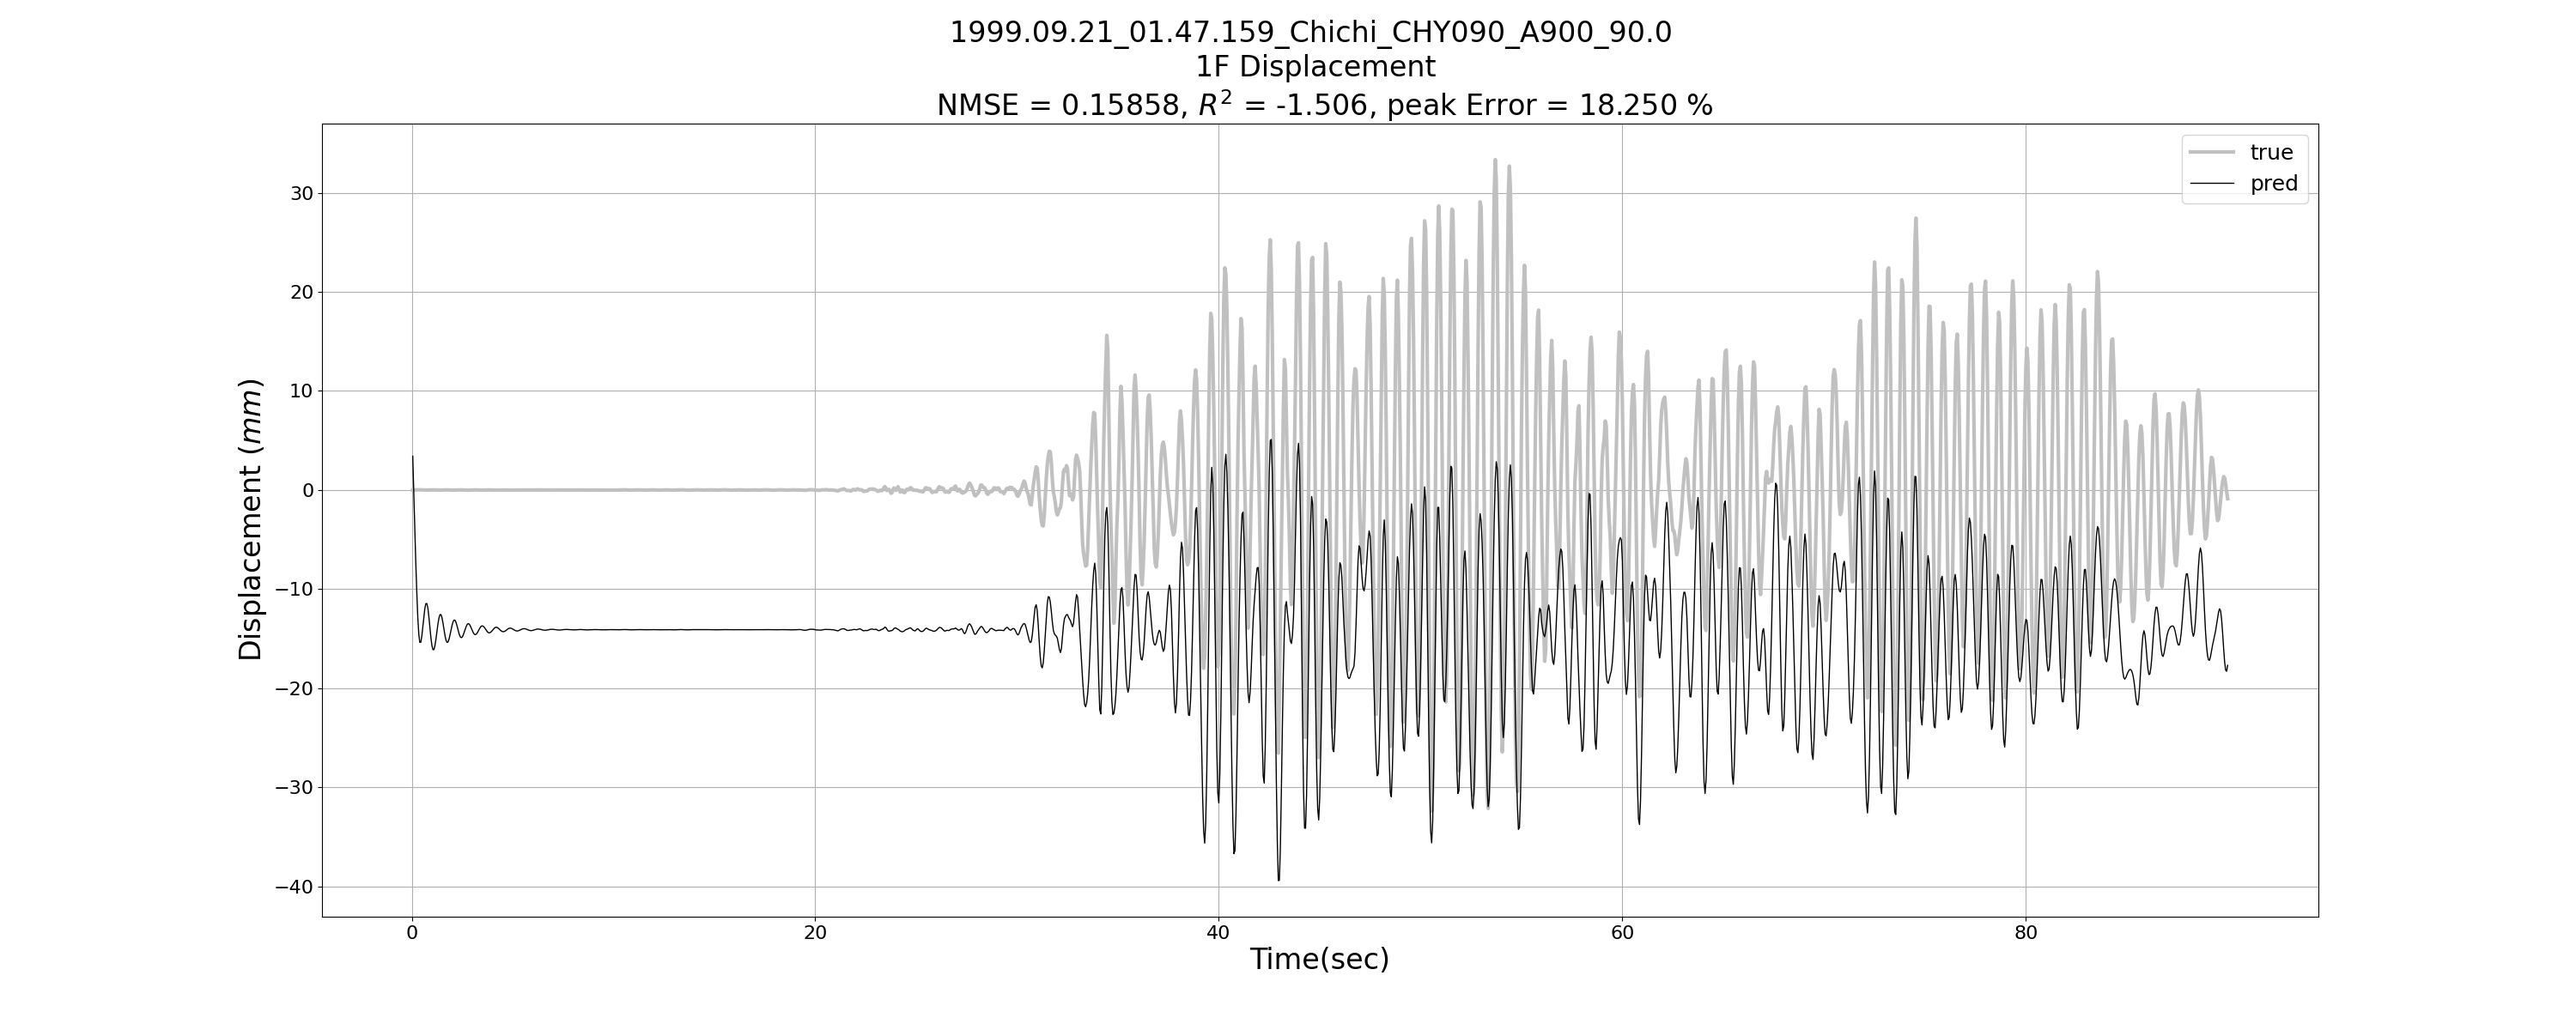 1999.09.21_01.47.159_Chichi_CHY090_A900_90.0
1F Displacement
NMSE = 0.15858, R² = -1.506, peak Error = 18.250 %
true
pred
Displacement (mm)
30
20
10
0
−10
−20
−30
−40
0 20 40 60 80
Time(sec)